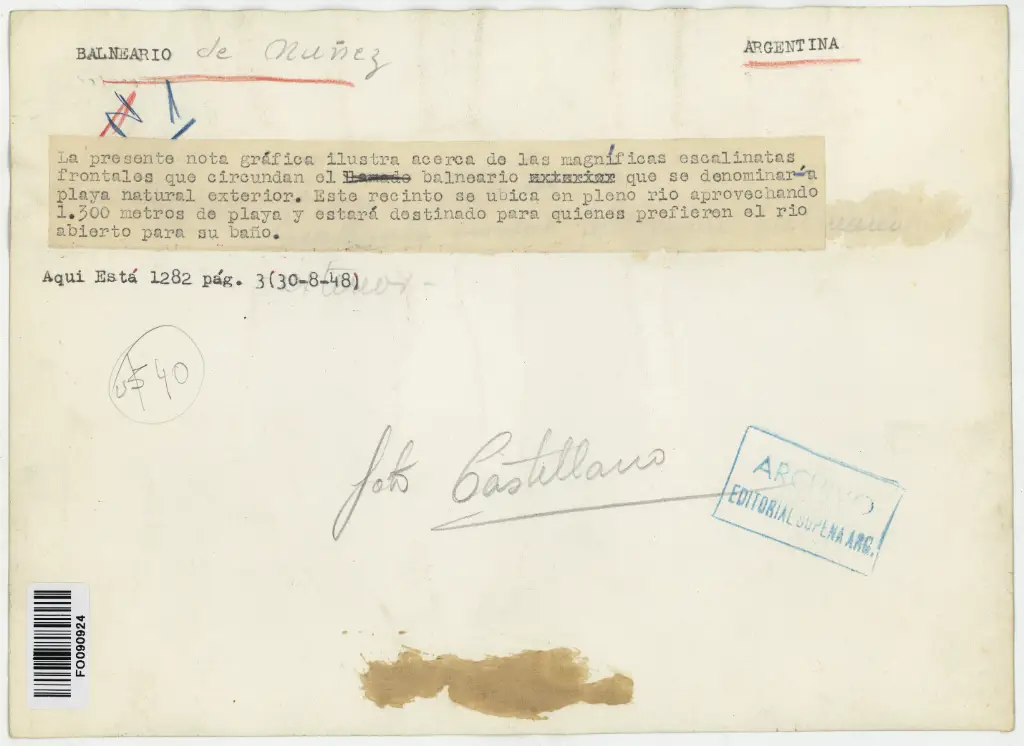 BALNEARIO de Nuñez
ARGENTINA
La presente nota gráfica ilustra acerca de las magníficas escalinatas
frontales que circundan el llamado balneario exterior que se denominará
playa natural exterior. Este recinto se ubica en pleno rio aprovechando
1.300 metros de playa y estará destinado para quienes prefieren el rio
abierto para su baño.
Aqui Está 1282 pág. 3(30-8-48)
u$ 40
foto Castellano
ARCHIVO
EDITORIAL SOPENA ARG.
FO090924